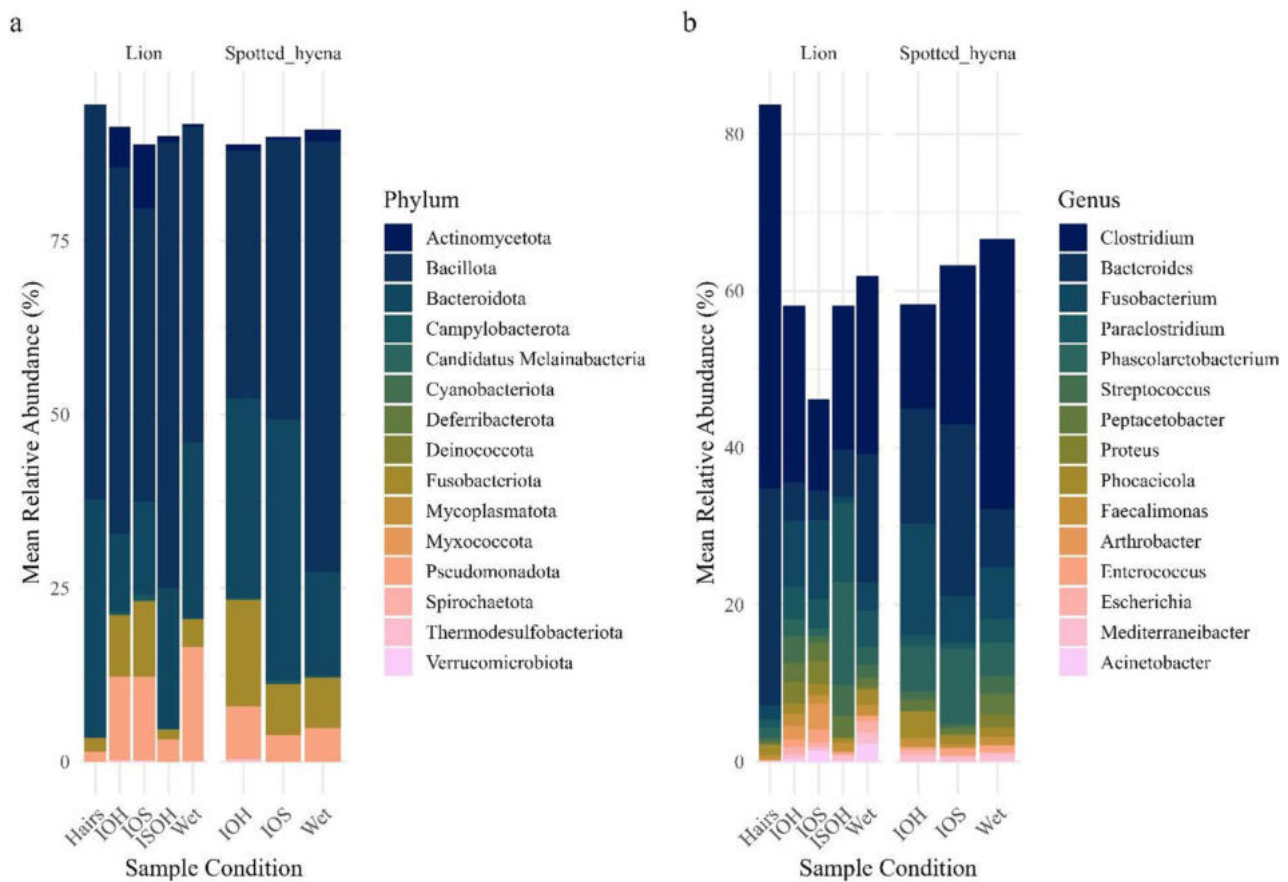 a
Lion
Spotted_hyena
Mean Relative Abundance (%)
75
50
25
0
Hairs
IOH
IOS
ISOH
Wet
IOH
IOS
Wet
Sample Condition
Phylum
Actinomycetota
Bacillota
Bacteroidota
Campylobacterota
Candidatus Melainabacteria
Cyanobacteriota
Deferribacterota
Deinococcota
Fusobacteriota
Mycoplasmatota
Myxococcota
Pseudomonadota
Spirochaetota
Thermodesulfobacteriota
Verrucomicrobiota
b
Lion
Spotted_hyena
Mean Relative Abundance (%)
80
60
40
20
0
Hairs
IOH
IOS
ISOH
Wet
IOH
IOS
Wet
Sample Condition
Genus
Clostridium
Bacteroides
Fusobacterium
Paraclostridium
Phascolarctobacterium
Streptococcus
Peptacetobacter
Proteus
Phocaeicola
Faecalimonas
Arthrobacter
Enterococcus
Escherichia
Mediterraneibacter
Acinetobacter